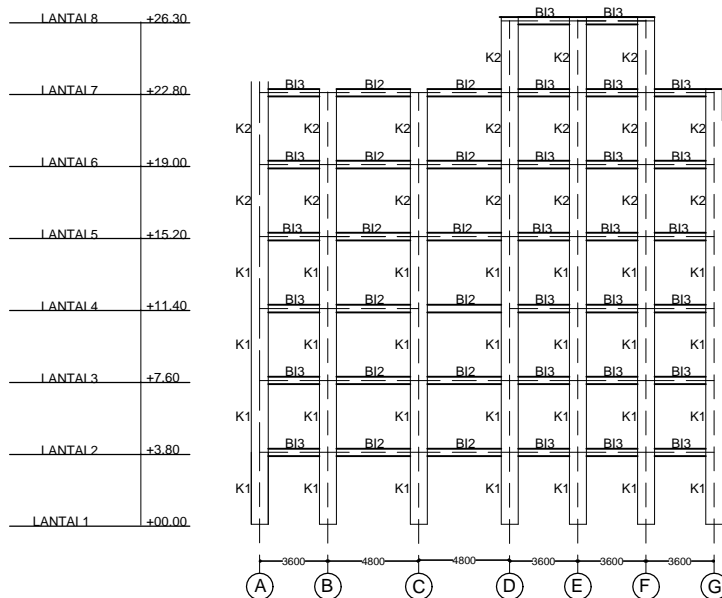 LANTAI 8 +26.30 BI3 BI3
K2 K2 K2
LANTAI 7 +22.80 BI3 BI2 BI2 BI3 BI3 BI3
K2 K2 K2 K2 K2 K2 K2
LANTAI 6 +19.00 BI3 BI2 BI2 BI3 BI3 BI3
K2 K2 K2 K2 K2 K2 K2
LANTAI 5 +15.20 BI3 BI2 BI2 BI3 BI3 BI3
K1 K1 K1 K1 K1 K1 K1
LANTAI 4 +11.40 BI3 BI2 BI2 BI3 BI3 BI3
K1 K1 K1 K1 K1 K1 K1
LANTAI 3 +7.60 BI3 BI2 BI2 BI3 BI3 BI3
K1 K1 K1 K1 K1 K1 K1
LANTAI 2 +3.80 BI3 BI2 BI2 BI3 BI3 BI3
K1 K1 K1 K1 K1 K1 K1
LANTAI 1 +00.00
3600 4800 4800 3600 3600 3600
A B C D E F G